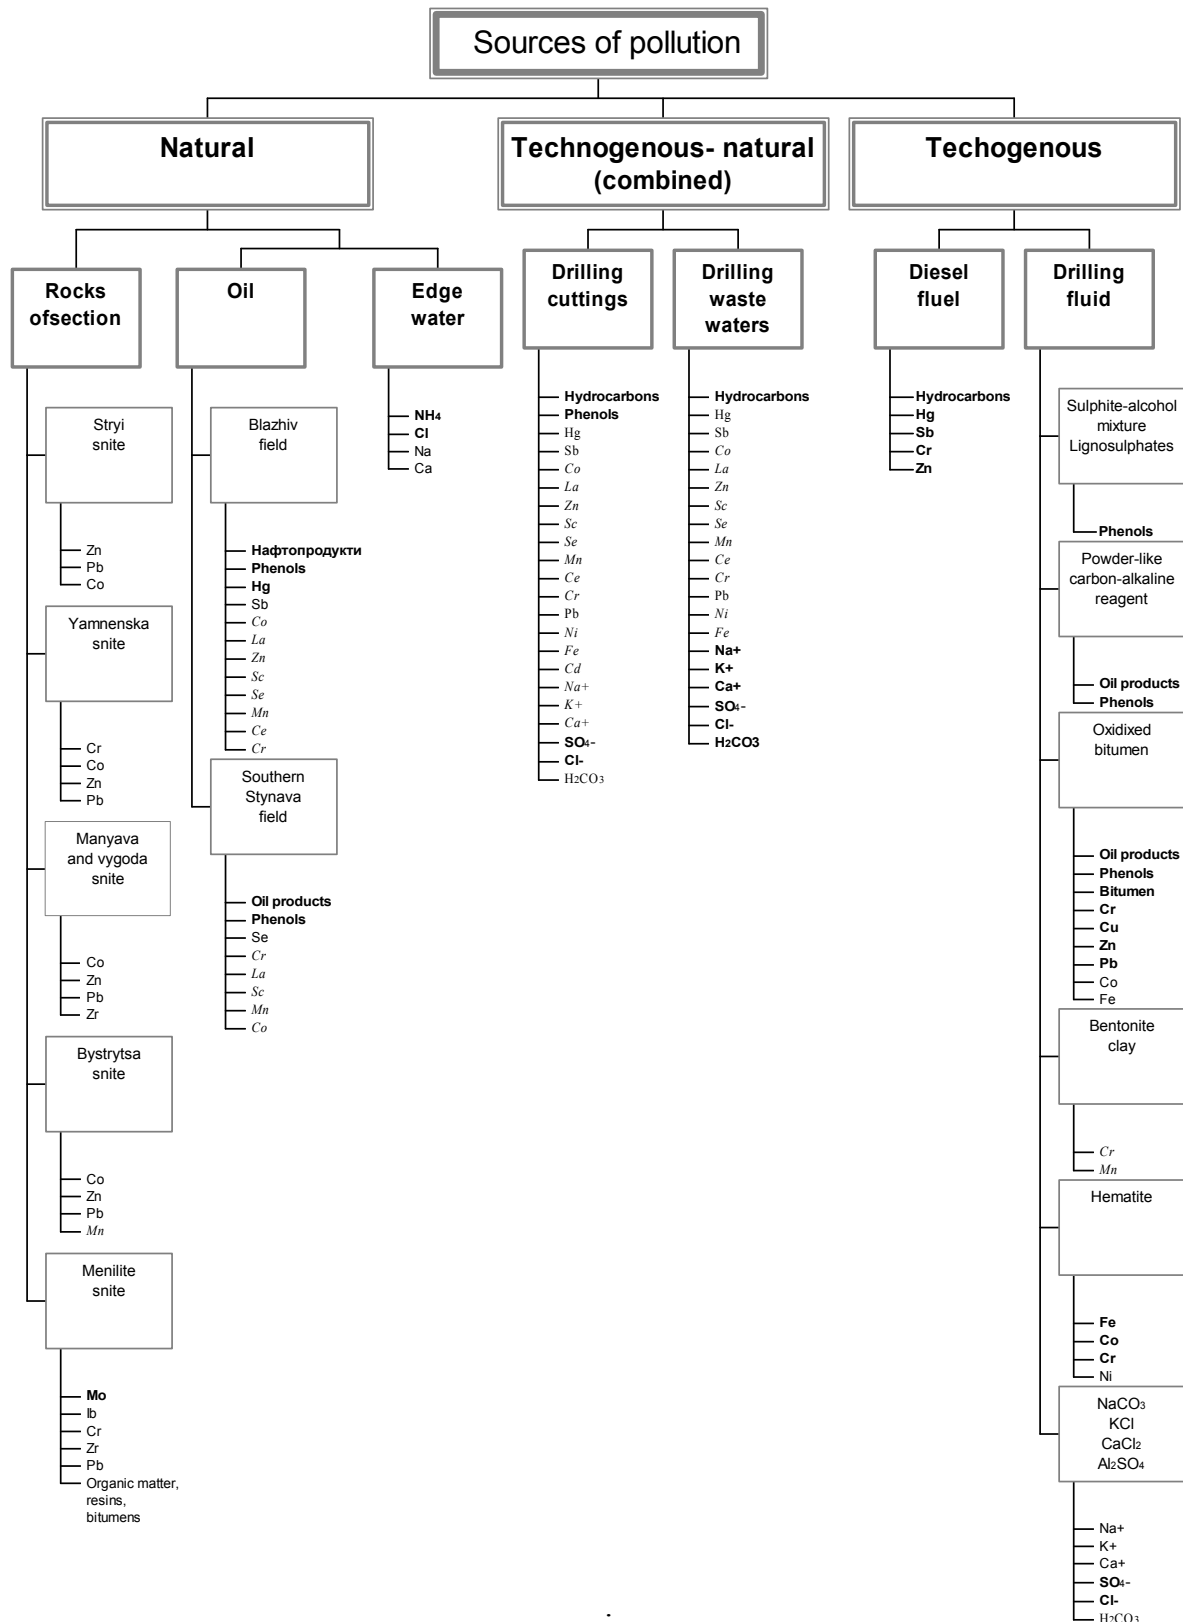 Sources of pollution
Natural
Technogenous- natural
(combined)
Techogenous
Rocks
ofsection
Oil
Edge
water
Drilling
cuttings
Drilling
waste
waters
Diesel
fluel
Drilling
fluid
Stryi
snite
Zn
Pb
Co
Yamnenska
snite
Cr
Co
Zn
Pb
Manyava
and vygoda
snite
Co
Zn
Pb
Zr
Bystrytsa
snite
Co
Zn
Pb
Mn
Menilite
snite
Mo
Ib
Cr
Zr
Pb
Organic matter,
resins,
bitumens
Blazhiv
field
Нафтопродукти
Phenols
Hg
Sb
Co
La
Zn
Sc
Se
Mn
Ce
Cr
Southern
Stynava
field
Oil products
Phenols
Se
Cr
La
Sc
Mn
Co
NH4
Cl
Na
Ca
Hydrocarbons
Phenols
Hg
Sb
Co
La
Zn
Sc
Se
Mn
Ce
Cr
Pb
Ni
Fe
Cd
Na+
K+
Ca+
SO4-
Cl-
H2CO3
Hydrocarbons
Hg
Sb
Co
La
Zn
Sc
Se
Mn
Ce
Cr
Pb
Ni
Fe
Na+
K+
Ca+
SO4-
Cl-
H2CO3
Hydrocarbons
Hg
Sb
Cr
Zn
Sulphite-alcohol
mixture
Lignosulphates
Phenols
Powder-like
carbon-alkaline
reagent
Oil products
Phenols
Oxidixed
bitumen
Oil products
Phenols
Bitumen
Cr
Cu
Zn
Pb
Co
Fe
Bentonite
clay
Cr
Mn
Hematite
Fe
Co
Cr
Ni
NaCO3
KCl
CaCl2
Al2SO4
Na+
K+
Ca+
SO4-
Cl-
H2CO3